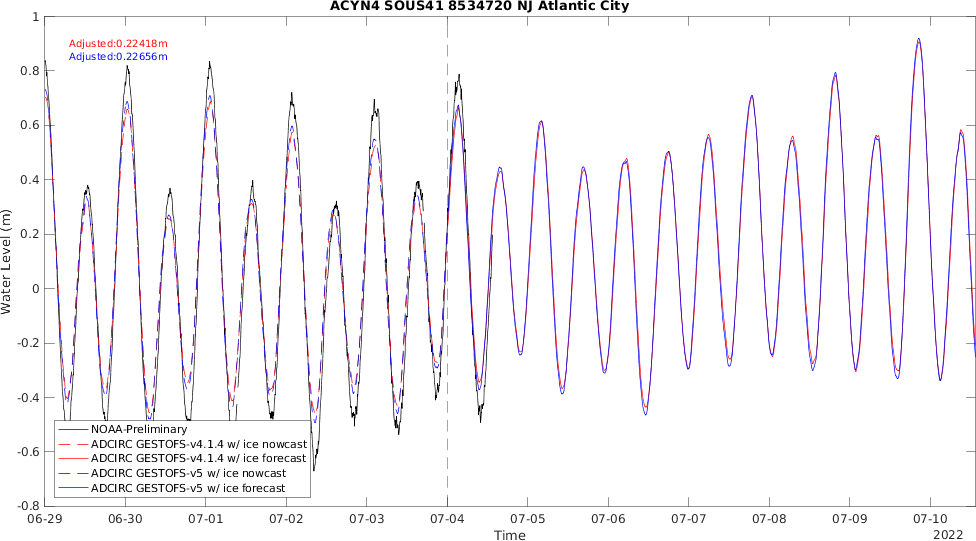 ACYN4 SOUS41 8534720 NJ Atlantic City
Adjusted:0.22418m
Adjusted:0.22656m
1
0.8
0.6
0.4
0.2
0
-0.2
-0.4
-0.6
-0.8
Water Level (m)
NOAA-Preliminary
ADCIRC GESTOFS-v4.1.4 w/ ice nowcast
ADCIRC GESTOFS-v4.1.4 w/ ice forecast
ADCIRC GESTOFS-v5 w/ ice nowcast
ADCIRC GESTOFS-v5 w/ ice forecast
06-29 06-30 07-01 07-02 07-03 07-04 07-05 07-06 07-07 07-08 07-09 07-10
Time
2022